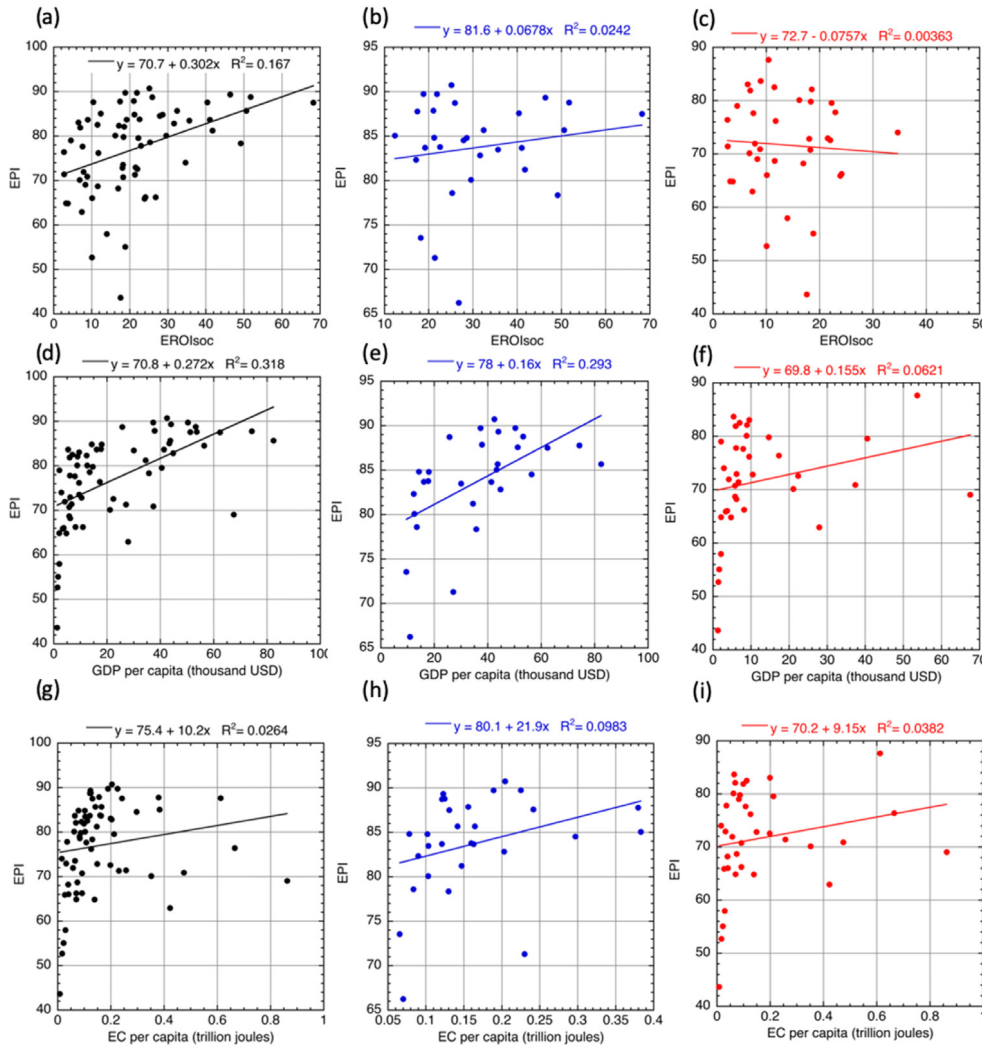 (a)
y = 70.7 + 0.302x R²= 0.167
100
90
80
70
60
50
40
EPI
0 10 20 30 40 50 60 70
EROIsoc
(b)
y = 81.6 + 0.0678x R²= 0.0242
95
90
85
80
75
70
65
EPI
10 20 30 40 50 60 70
EROIsoc
(c)
y = 72.7 - 0.0757x R²= 0.00363
90
80
70
60
50
40
EPI
0 10 20 30 40 50
EROIsoc
(d)
y = 70.8 + 0.272x R²= 0.318
100
90
80
70
60
50
40
EPI
0 20 40 60 80 100
GDP per capita (thousand USD)
(e)
y = 78 + 0.16x R²= 0.293
95
90
85
80
75
70
65
EPI
0 20 40 60 80 100
GDP per capita (thousand USD)
(f)
y = 69.8 + 0.155x R²= 0.0621
90
80
70
60
50
40
EPI
0 10 20 30 40 50 60 70
GDP per capita (thousand USD)
(g)
y = 75.4 + 10.2x R²= 0.0264
100
90
80
70
60
50
40
EPI
0 0.2 0.4 0.6 0.8 1
EC per capita (trillion joules)
(h)
y = 80.1 + 21.9x R²= 0.0983
95
90
85
80
75
70
65
EPI
0.05 0.1 0.15 0.2 0.25 0.3 0.35 0.4
EC per capita (trillion joules)
(i)
y = 70.2 + 9.15x R²= 0.0382
90
80
70
60
50
40
EPI
0 0.2 0.4 0.6 0.8 1
EC per capita (trillion joules)